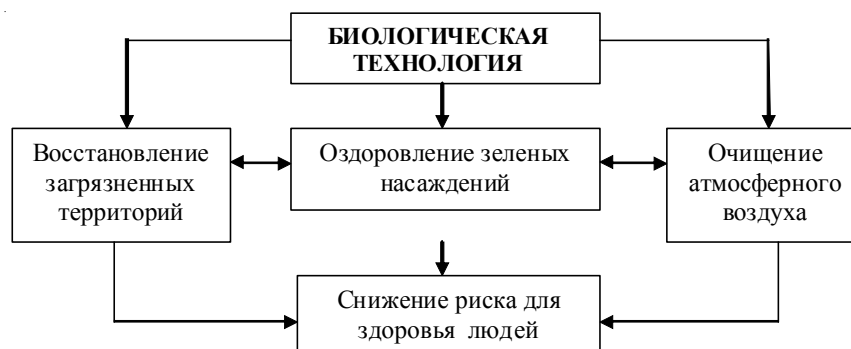 БИОЛОГИЧЕСКАЯ
ТЕХНОЛОГИЯ
Восстановление
загрязненных
территорий
Оздоровление зеленых
насаждений
Очищение
атмосферного
воздуха
Снижение риска для
здоровья людей